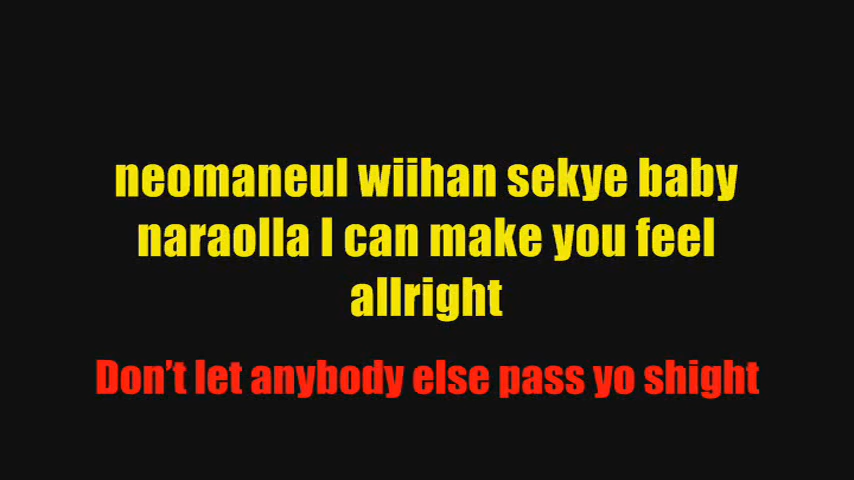 neomaneul wiihan sekye baby
naraolla I can make you feel
allright
Don't let anybody else pass yo shight